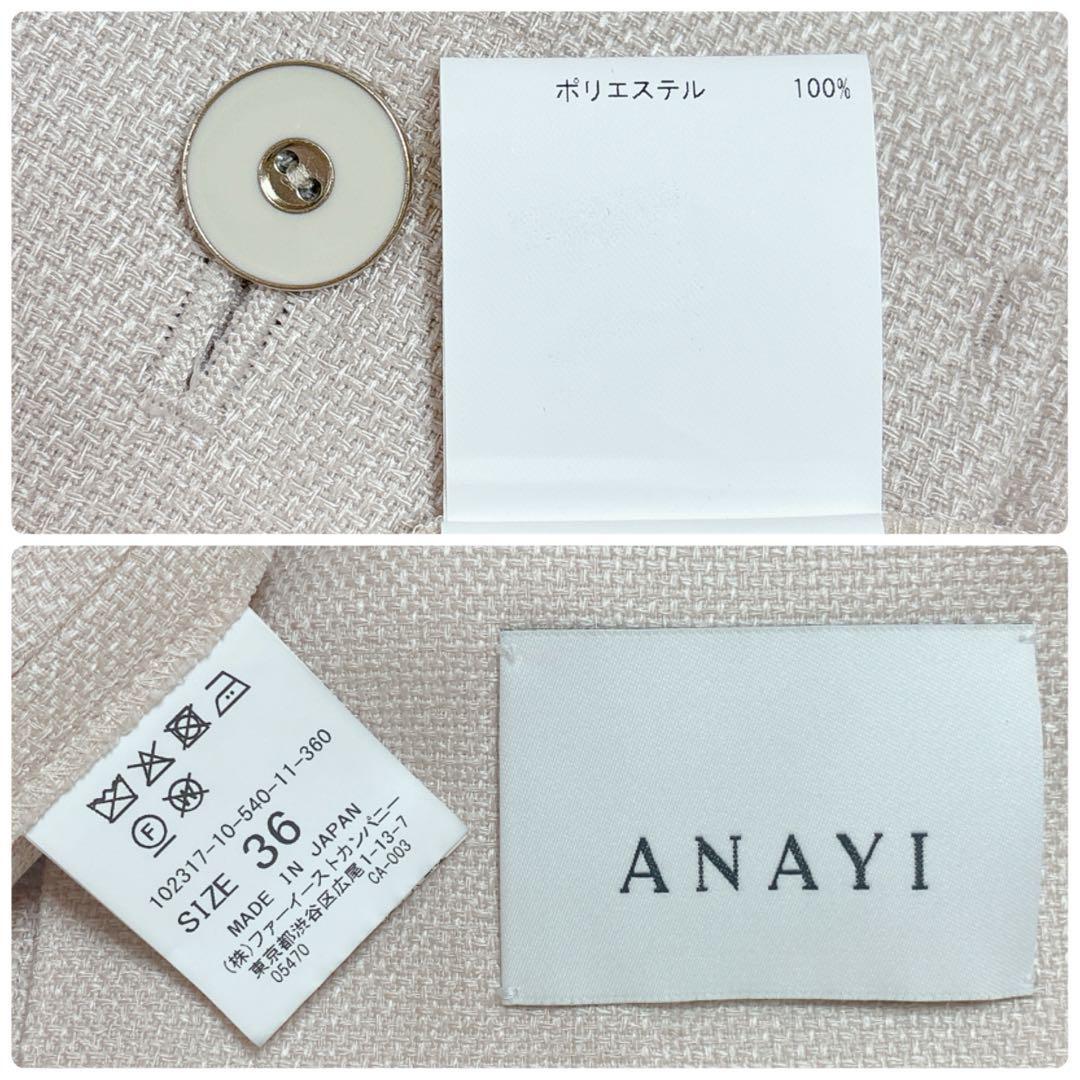 ポリエステル 100%
102317-10-540-11-360
SIZE 36
MADE IN JAPAN
(株)ファーイーストカンパニー
東京都渋谷区広尾1-13-7
05470 CA-003
F
W
ANAYI